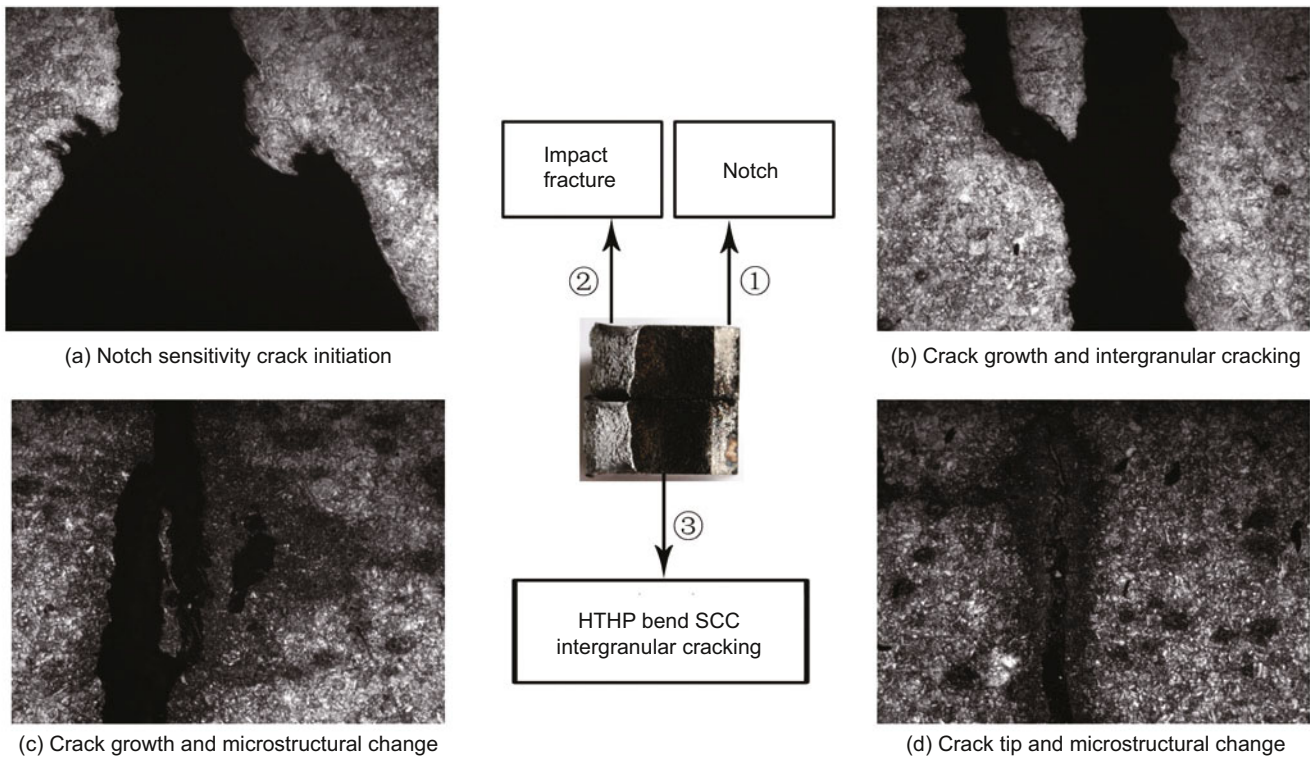 Impact
fracture
Notch
②
①
(a) Notch sensitivity crack initiation
(b) Crack growth and intergranular cracking
③
HTHP bend SCC
intergranular cracking
(c) Crack growth and microstructural change
(d) Crack tip and microstructural change